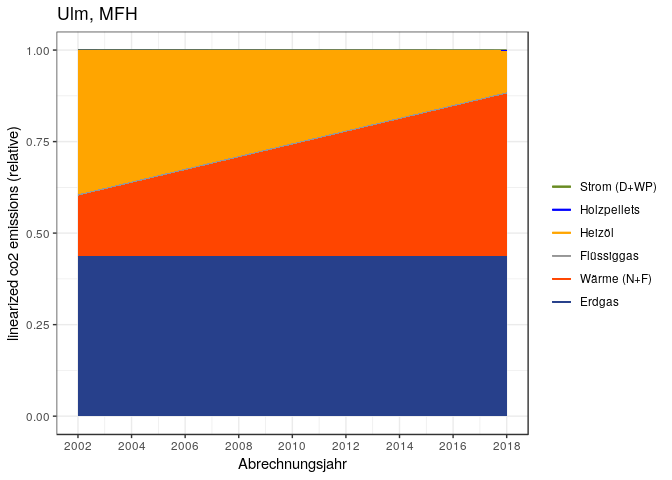 Ulm, MFH
linearized co2 emissions (relative)
1.00
0.75
0.50
0.25
0.00
2002 2004 2006 2008 2010 2012 2014 2016 2018
Abrechnungsjahr
Strom (D+WP)
Holzpellets
Heizöl
Flüssiggas
Wärme (N+F)
Erdgas